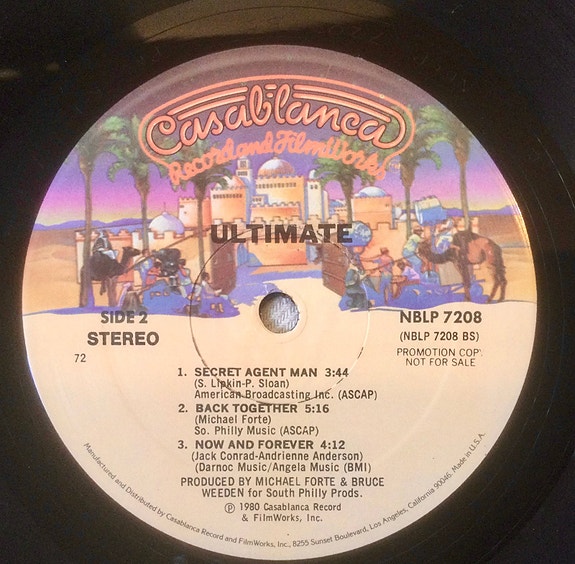 Casablanca
Record and FilmWorks
ULTIMATE
SIDE 2
STEREO
72
NBLP 7208
(NBLP 7208 BS)
PROMOTION COPY
NOT FOR SALE
1. SECRET AGENT MAN 3:44
(S. Lipkin-P. Sloan)
American Broadcasting Inc. (ASCAP)
2. BACK TOGETHER 5:16
(Michael Forte)
So. Philly Music (ASCAP)
3. NOW AND FOREVER 4:12
(Jack Conrad-Andrienne Anderson)
(Darnoc Music/Angela Music (BMI)
PRODUCED BY MICHAEL FORTE & BRUCE
WEEDEN for South Philly Prods.
℗ 1980 Casablanca Record
& FilmWorks, Inc.
Manufactured and Distributed by Casablanca Record and FilmWorks, Inc., 8255 Sunset Boulevard, Los Angeles, California 90046. Made in U.S.A.